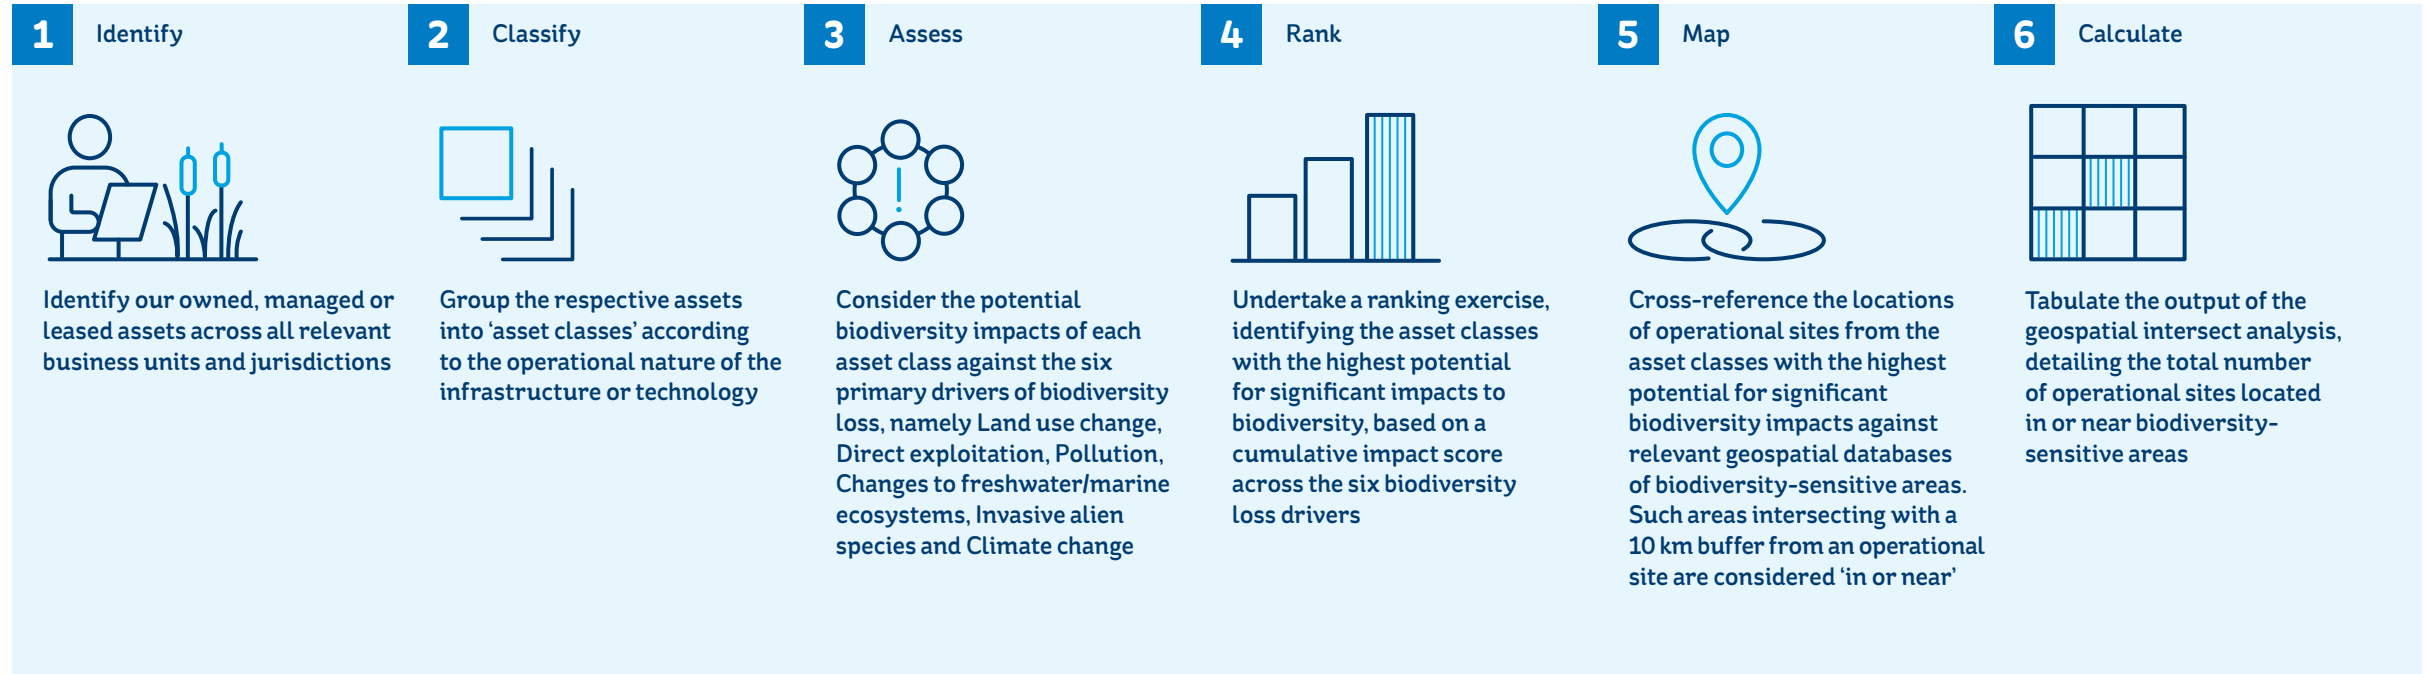 1 Identify
Identify our owned, managed or
leased assets across all relevant
business units and jurisdictions
2 Classify
Group the respective assets
into ‘asset classes’ according
to the operational nature of the
infrastructure or technology
3 Assess
Consider the potential
biodiversity impacts of each
asset class against the six
primary drivers of biodiversity
loss, namely Land use change,
Direct exploitation, Pollution,
Changes to freshwater/marine
ecosystems, Invasive alien
species and Climate change
4 Rank
Undertake a ranking exercise,
identifying the asset classes
with the highest potential
for significant impacts to
biodiversity, based on a
cumulative impact score
across the six biodiversity
loss drivers
5 Map
Cross-reference the locations
of operational sites from the
asset classes with the highest
potential for significant
biodiversity impacts against
relevant geospatial databases
of biodiversity-sensitive areas.
Such areas intersecting with a
10 km buffer from an operational
site are considered ‘in or near’
6 Calculate
Tabulate the output of the
geospatial intersect analysis,
detailing the total number
of operational sites located
in or near biodiversity-
sensitive areas